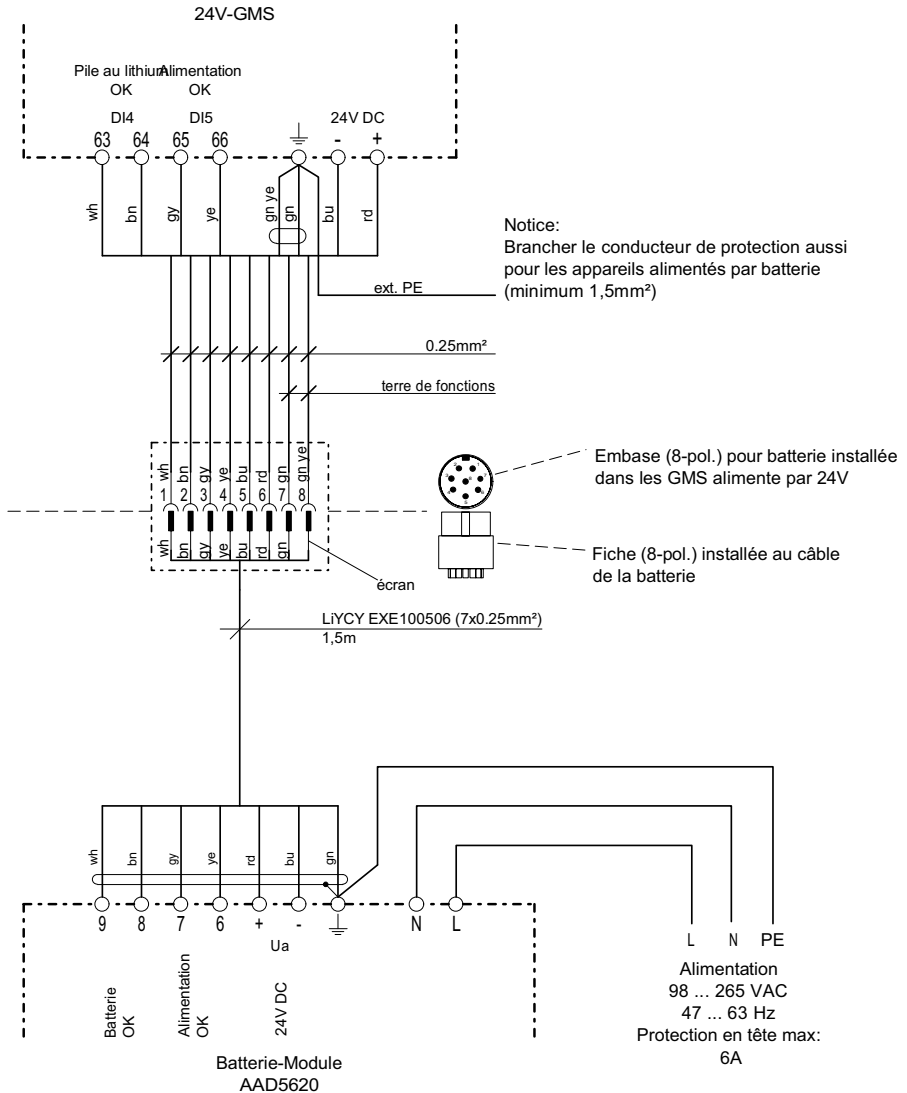 24V-GMS
Pile au lithium
OK
Alimentation
OK
DI4
DI5
24V DC
63 64 65 66 - +
wh bn gy ye gn ye gn bu rd
Notice:
Brancher le conducteur de protection aussi
pour les appareils alimentés par batterie
(minimum 1,5mm²)
ext. PE
0.25mm²
terre de fonctions
wh bn gy ye bu rd gn gn ye
1 2 3 4 5 6 7 8
wh bn gy ye bu rd gn
Embase (8-pol.) pour batterie installée
dans les GMS alimente par 24V
Fiche (8-pol.) installée au câble
de la batterie
écran
LiYCY EXE100506 (7x0.25mm²)
1,5m
wh bn gy ye rd bu gn
9 8 7 6 + - N L
Ua
Batterie
OK
Alimentation
OK
24V DC
Batterie-Module
AAD5620
L N PE
Alimentation
98 ... 265 VAC
47 ... 63 Hz
Protection en tête max:
6A